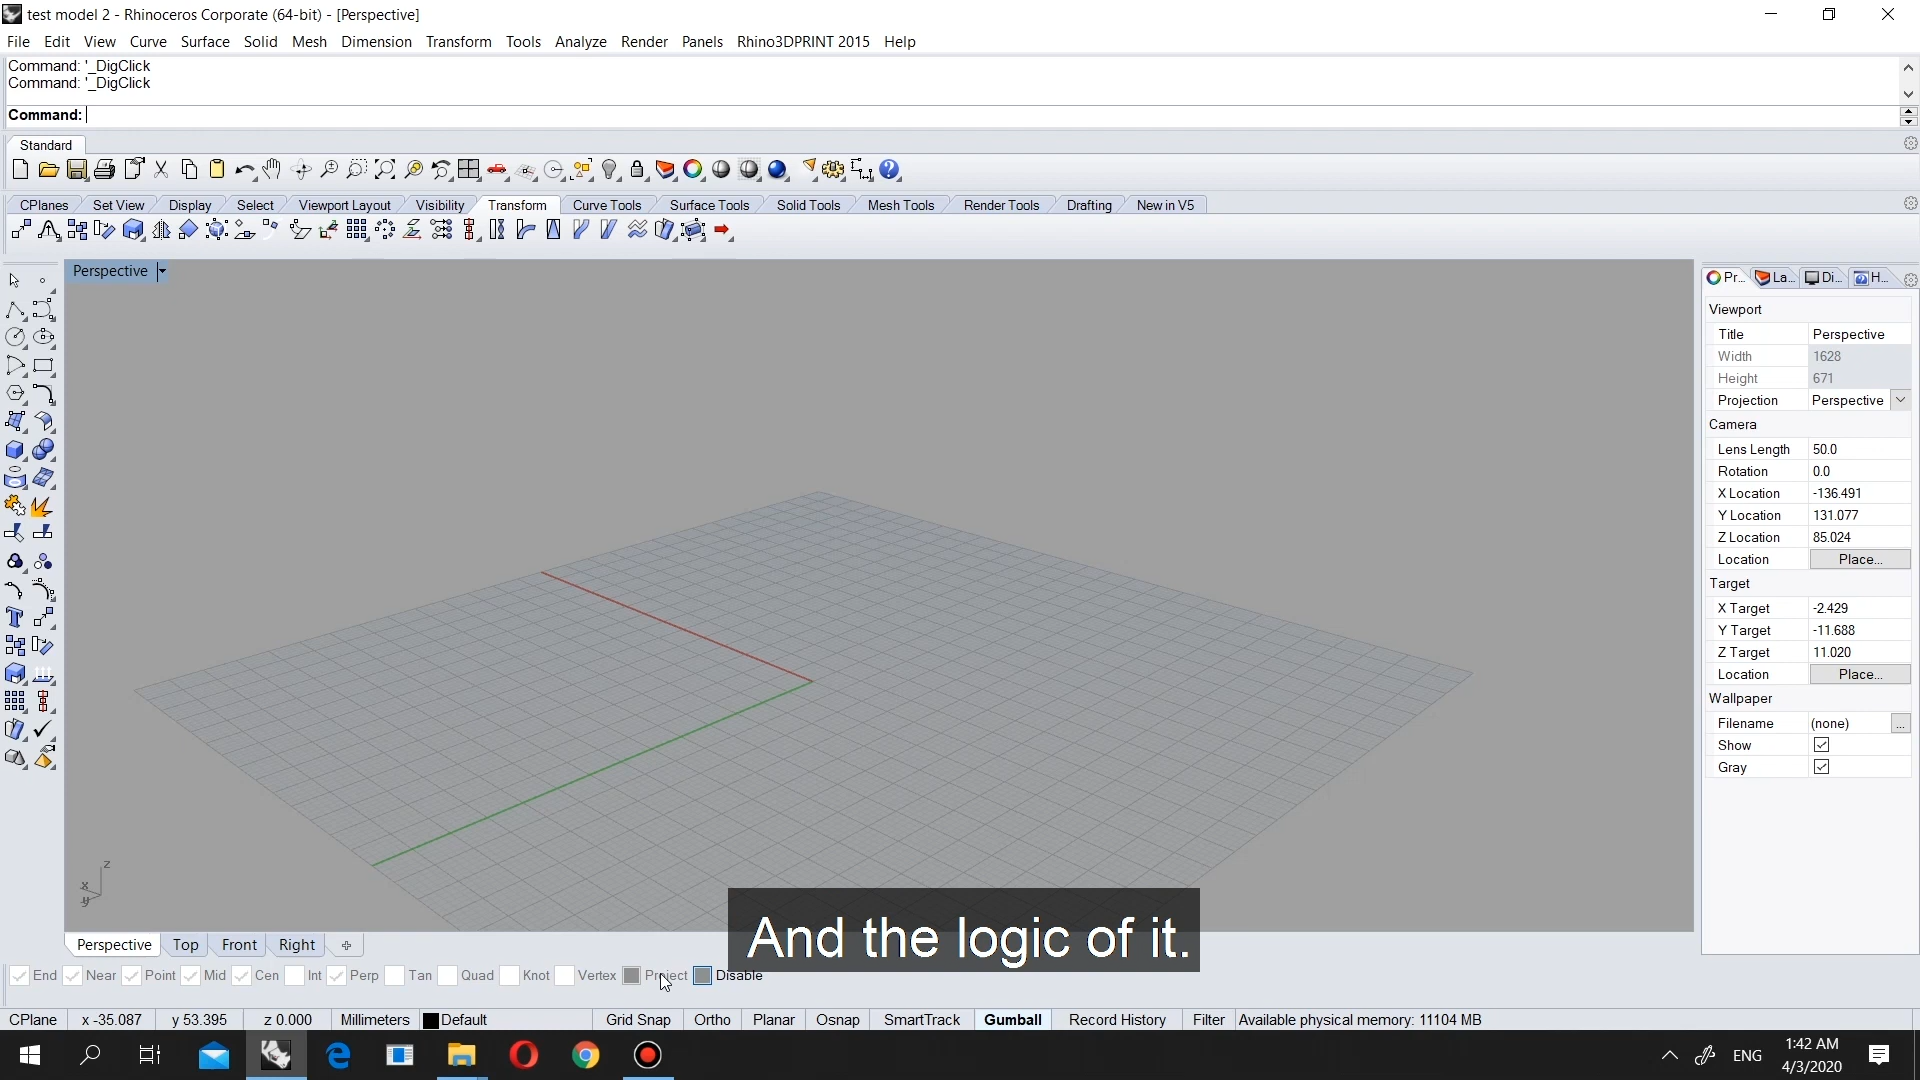 test model 2 - Rhinoceros Corporate (64-bit) - [Perspective]
File Edit View Curve Surface Solid Mesh Dimension Transform Tools Analyze Render Panels Rhino3DPRINT 2015 Help
Command: '_DigClick
Command: '_DigClick
Command:
Standard
CPlanes Set View Display Select Viewport Layout Visibility Transform Curve Tools Surface Tools Solid Tools Mesh Tools Render Tools Drafting New in V5
Perspective
Pr... La... Di... H...
Viewport
Title Perspective
Width 1628
Height 671
Projection Perspective
Camera
Lens Length 50.0
Rotation 0.0
X Location -136.491
Y Location 131.077
Z Location 85.024
Location Place...
Target
X Target -2.429
Y Target -11.688
Z Target 11.020
Location Place...
Wallpaper
Filename (none) ...
Show
Gray
z
x
y
And the logic of it.
Perspective Top Front Right
End Near Point Mid Cen Int Perp Tan Quad Knot Vertex Project Disable
CPlane x -35.087 y 53.395 z 0.000 Millimeters Default Grid Snap Ortho Planar Osnap SmartTrack Gumball Record History Filter Available physical memory: 11104 MB
ENG
1:42 AM
4/3/2020